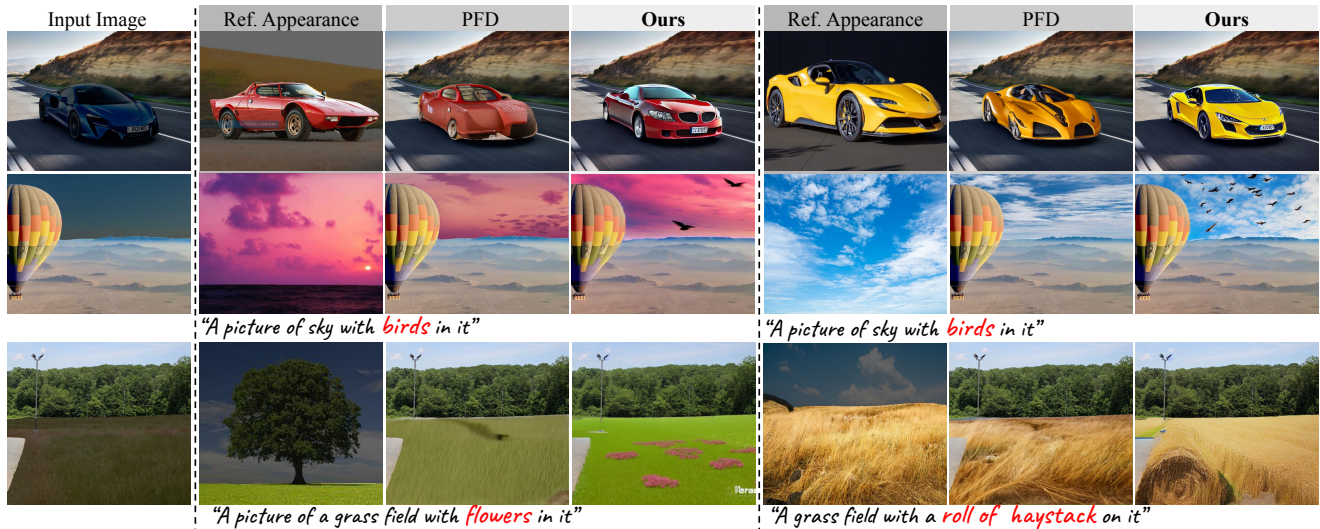 Input Image Ref. Appearance PFD Ours Ref. Appearance PFD Ours
"A picture of sky with birds in it" "A picture of sky with birds in it"
"A picture of a grass field with flowers in it" "A grass field with a roll of haystack on it"